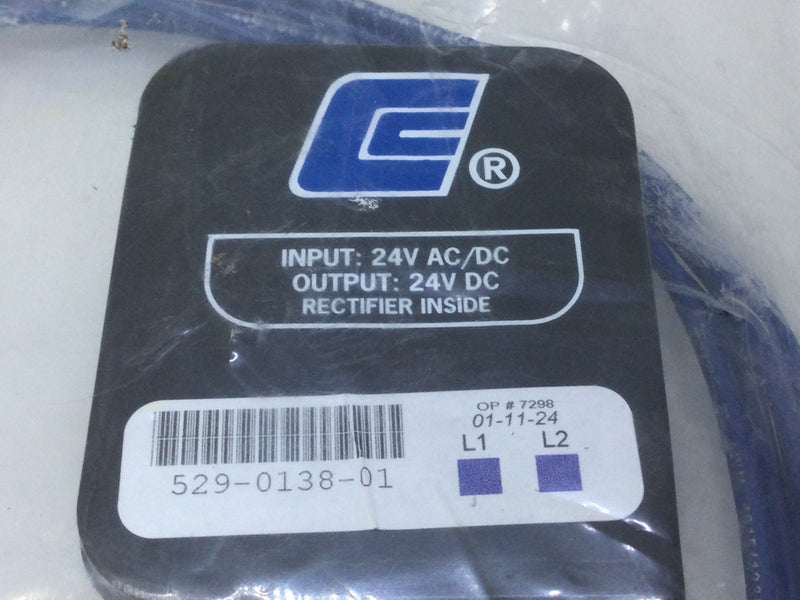 ®
INPUT: 24V AC/DC
OUTPUT: 24V DC
RECTIFIER INSIDE
OP # 7298
01-11-24
L1 L2
529-0138-01